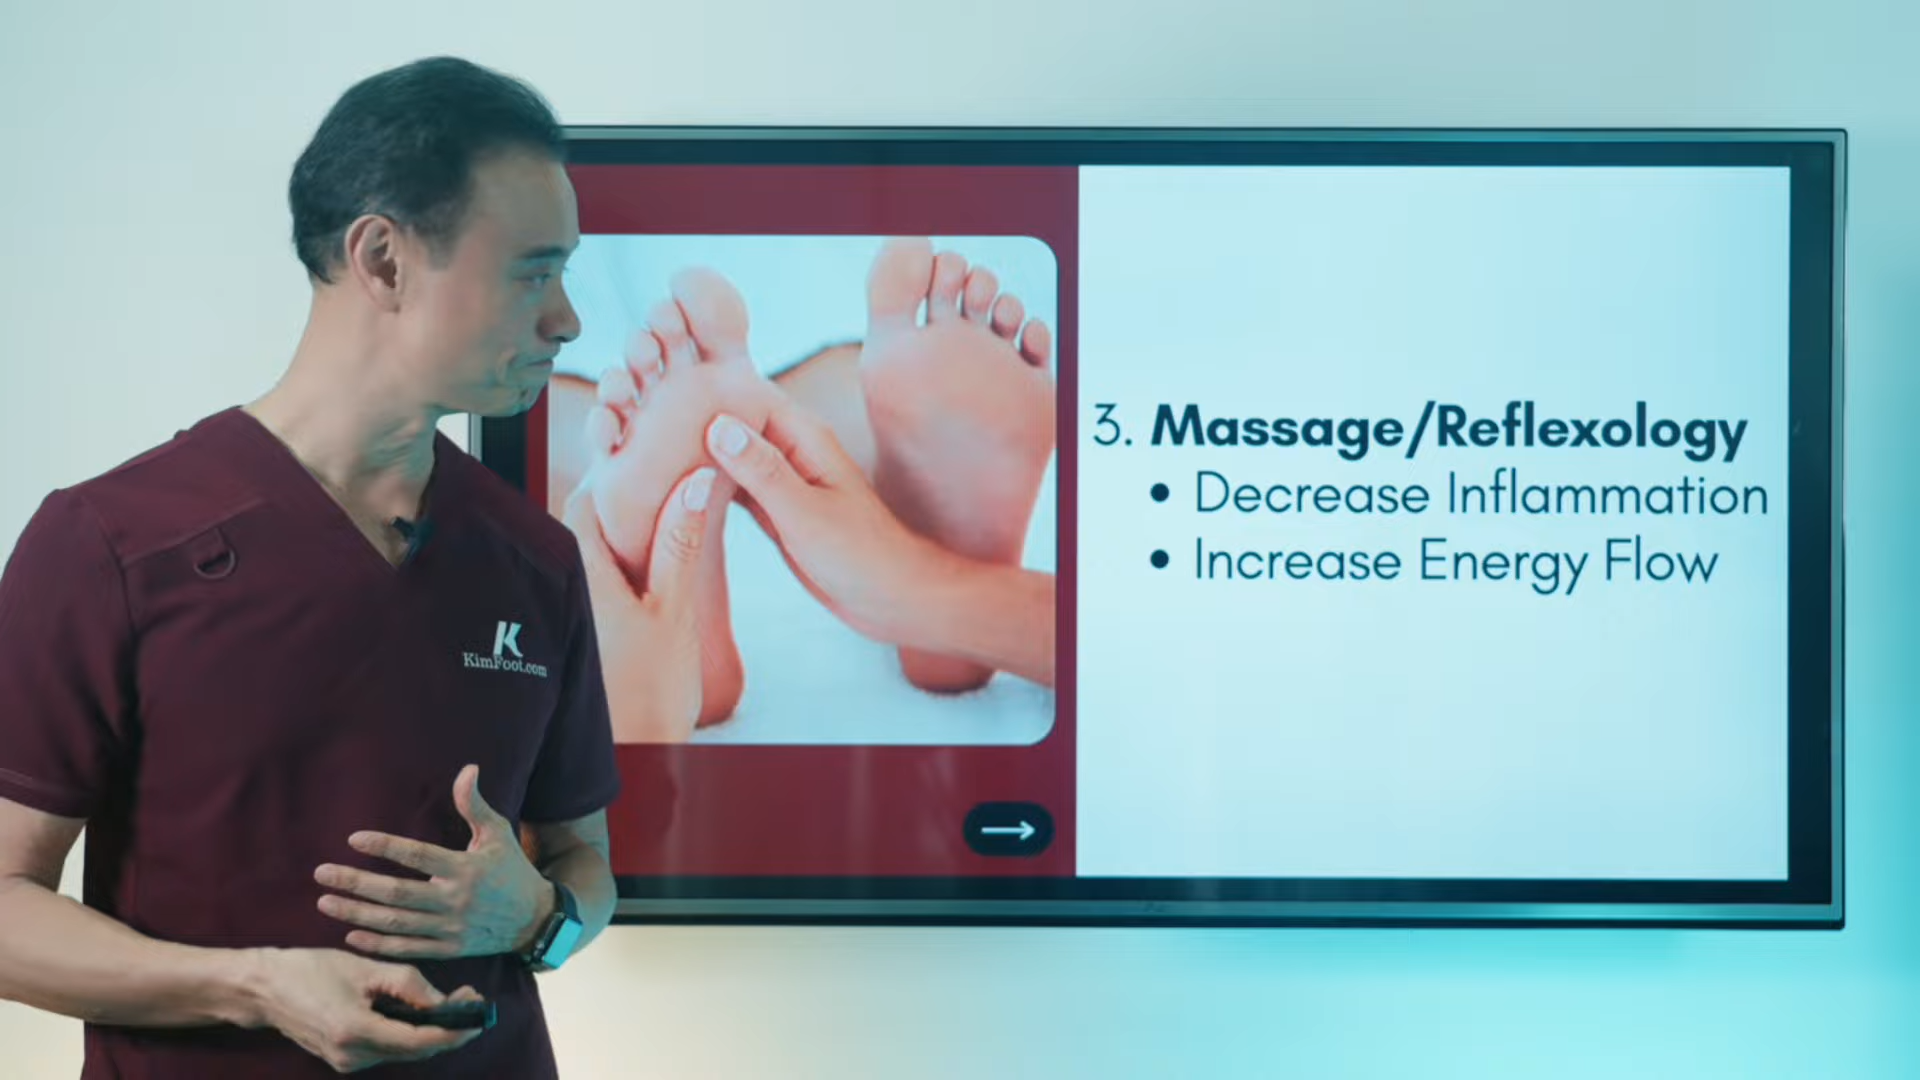 3. Massage/Reflexology
• Decrease Inflammation
• Increase Energy Flow
K
KimFoot.com